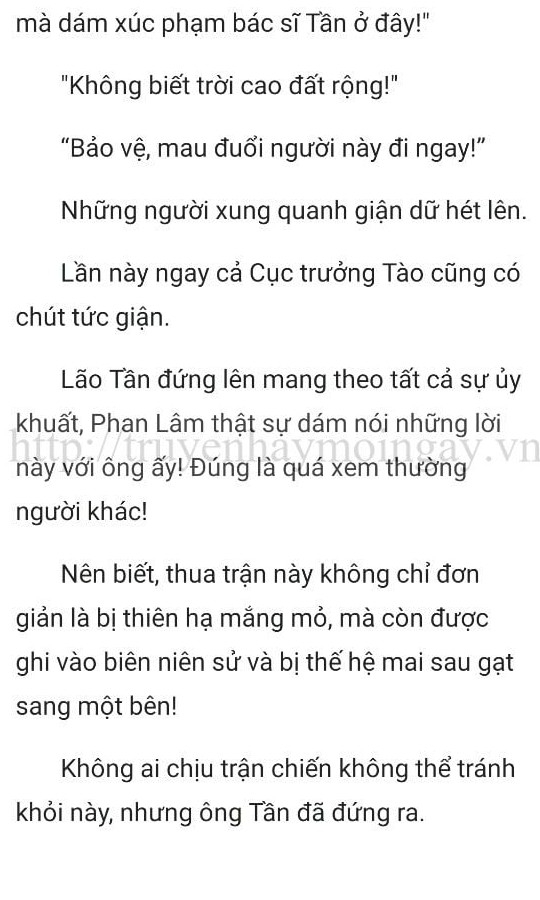 mà dám xúc phạm bác sĩ Tần ở đây!"
"Không biết trời cao đất rộng!"
“Bảo vệ, mau đuổi người này đi ngay!”
Những người xung quanh giận dữ hét lên.
Lần này ngay cả Cục trưởng Tào cũng có
chút tức giận.
Lão Tần đứng lên mang theo tất cả sự ủy
khuất, Phan Lâm thật sự dám nói những lời
http://truyenhaymoingay.vn
này với ông ấy! Đúng là quá xem thường
người khác!
Nên biết, thua trận này không chỉ đơn
giản là bị thiên hạ mắng mỏ, mà còn được
ghi vào biên niên sử và bị thế hệ mai sau gạt
sang một bên!
Không ai chịu trận chiến không thể tránh
khỏi này, nhưng ông Tần đã đứng ra.